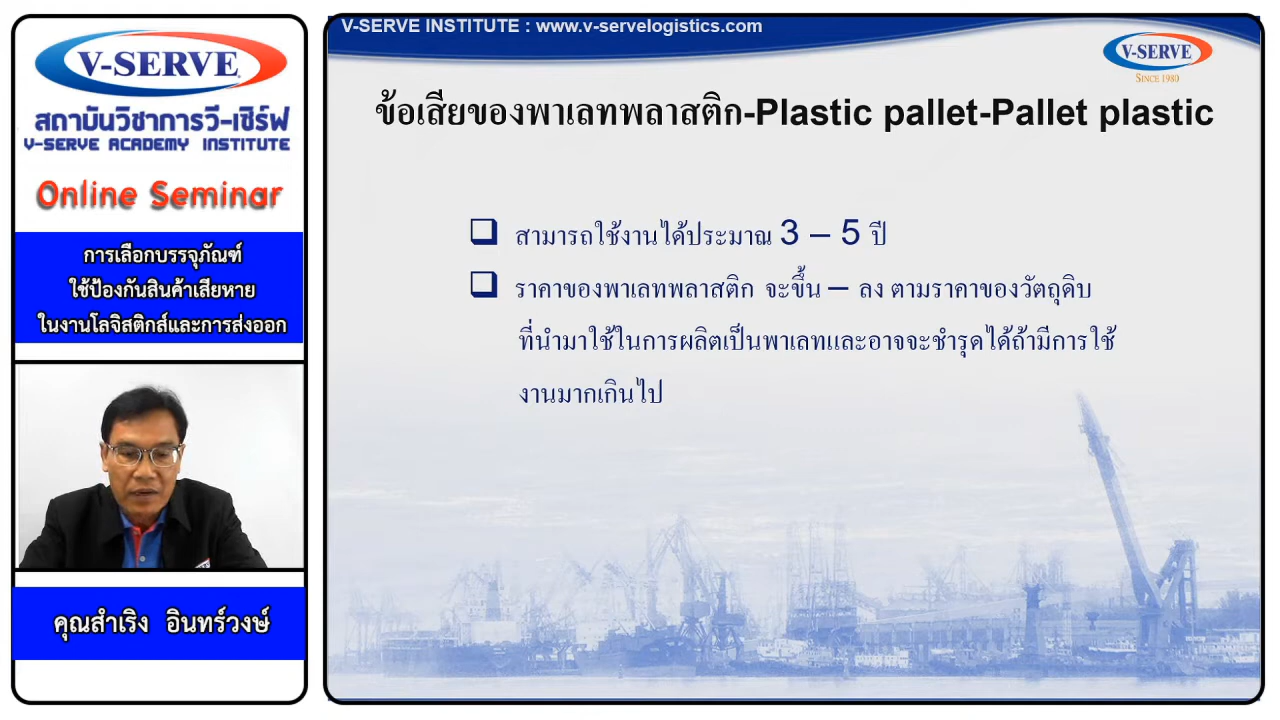 V-SERVE
สถาบันวิชาการวี-เซิร์ฟ
V-SERVE ACADEMY INSTITUTE
Online Seminar
การเลือกบรรจุภัณฑ์
ใช้ป้องกันสินค้าเสียหาย
ในงานโลจิสติกส์และการส่งออก
คุณสำเริง อินทร์วงษ์
V-SERVE INSTITUTE : www.v-servelogistics.com
V-SERVE
SINCE 1980
ข้อเสียของพาเลทพลาสติก-Plastic pallet-Pallet plastic
❑ สามารถใช้งานได้ประมาณ 3 – 5 ปี
❑ ราคาของพาเลทพลาสติก จะขึ้น – ลง ตามราคาของวัตถุดิบ
ที่นำมาใช้ในการผลิตเป็นพาเลทและอาจจะชำรุดได้ถ้ามีการใช้
งานมากเกินไป